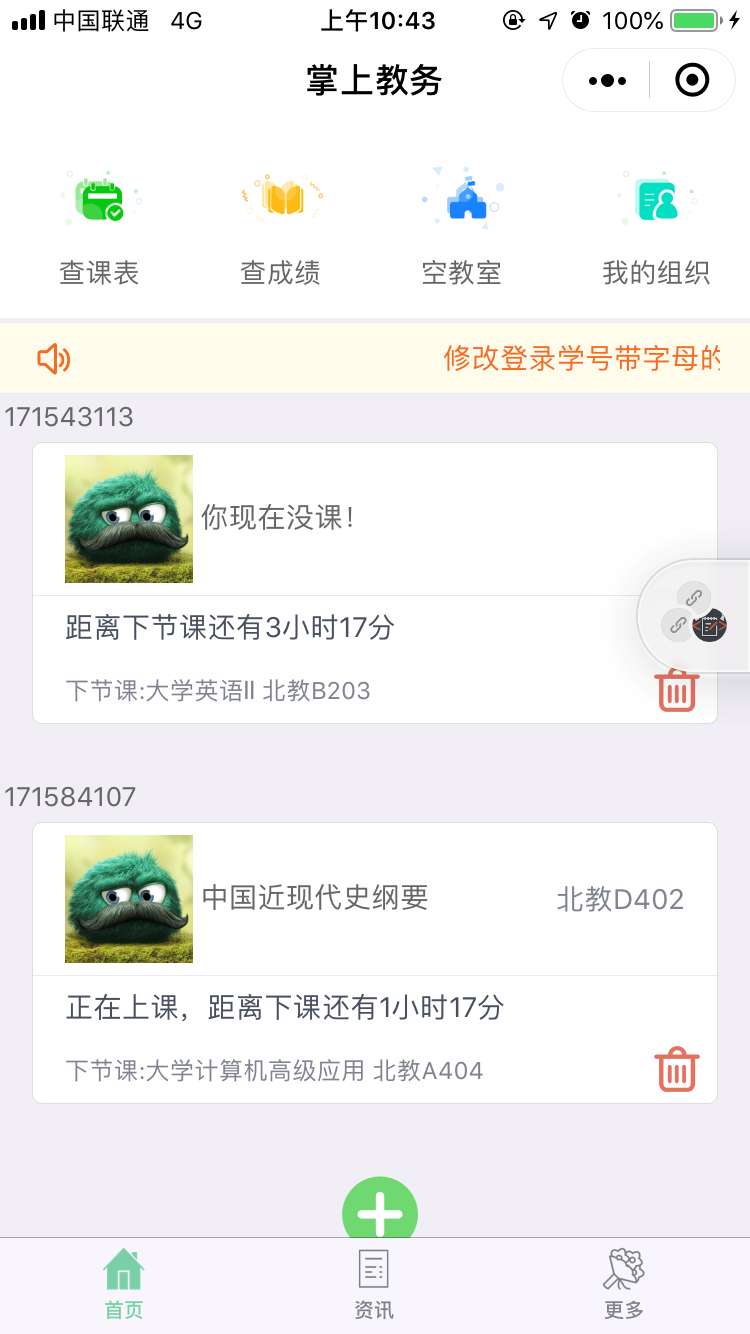 中国联通 4G 上午10:43 100%
掌上教务
查课表 查成绩 空教室 我的组织
修改登录学号带字母的
171543113
你现在没课！
距离下节课还有3小时17分
下节课:大学英语II 北教B203
171584107
中国近现代史纲要 北教D402
正在上课，距离下课还有1小时17分
下节课:大学计算机高级应用 北教A404
首页 资讯 更多